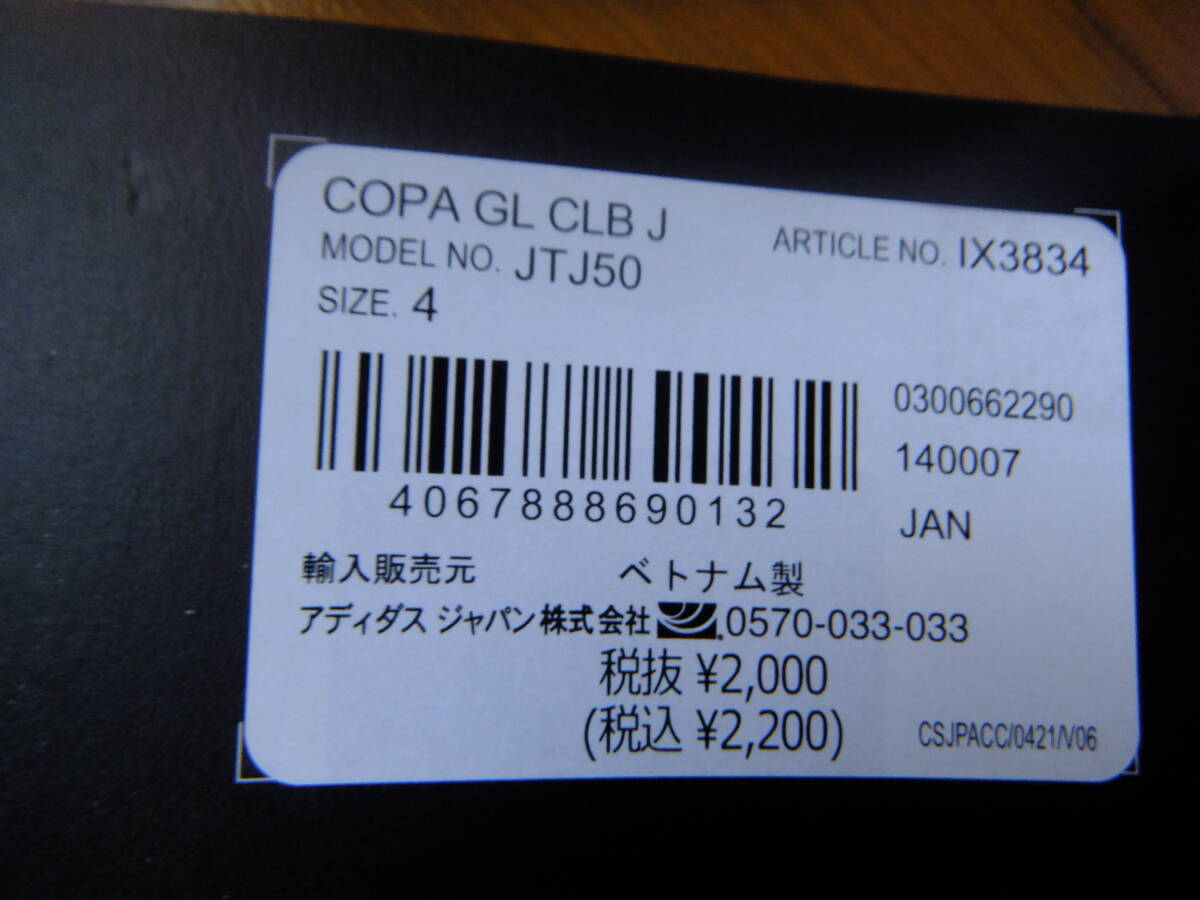 COPA GL CLB J
MODEL NO. JTJ50
ARTICLE NO. IX3834
SIZE. 4
4067888690132
0300662290
140007
JAN
輸入販売元 ベトナム製
アディダス ジャパン株式会社 0570-033-033
税抜 ¥2,000
(税込 ¥2,200)
CSJPACC/0421/V06